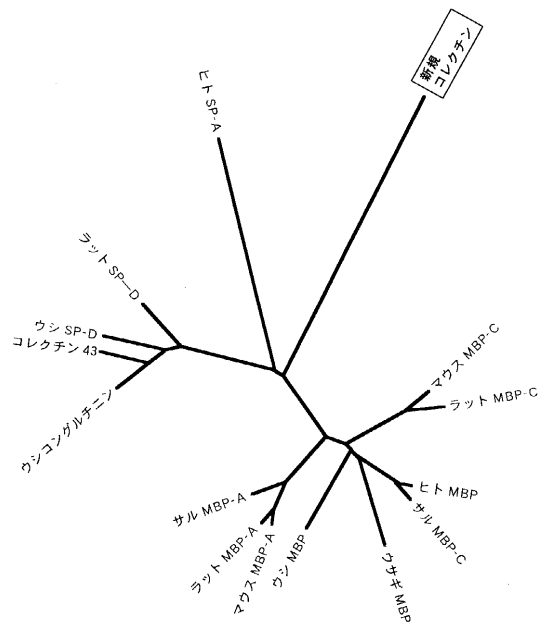 新規
コレクチン
ヒト SP-A
ラット SP—D
ウシ SP-D
コレクチン 43
ウシコングルチニン
マウス MBP-C
ラット MBP-C
ヒト MBP
サル MBP-C
ウサギ MBP
ウシ MBP
マウス MBP-A
ラット MBP-A
サル MBP-A